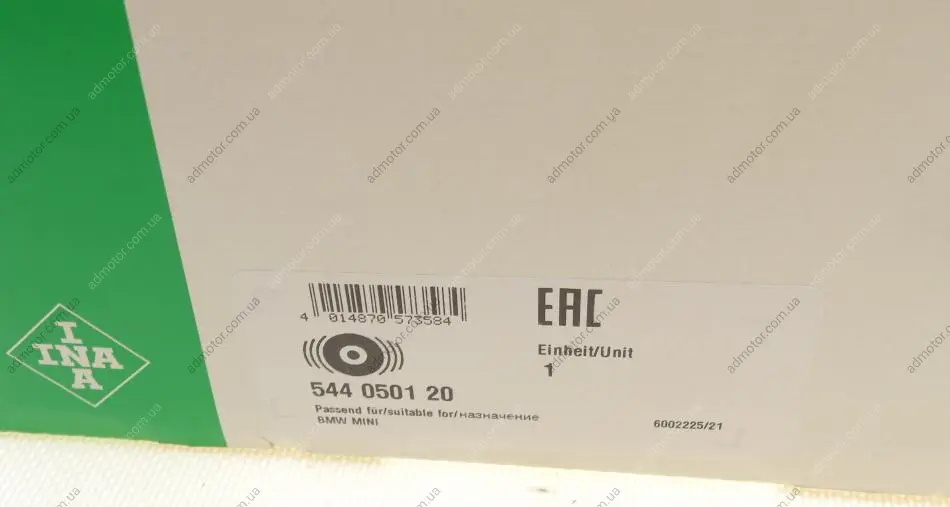 INA
INA
4 014870 573584
EAC
Einheit/Unit
1
544 0501 20
Passend für/suitable for/назначение
BMW MINI
6002225/21
admotor.com.ua